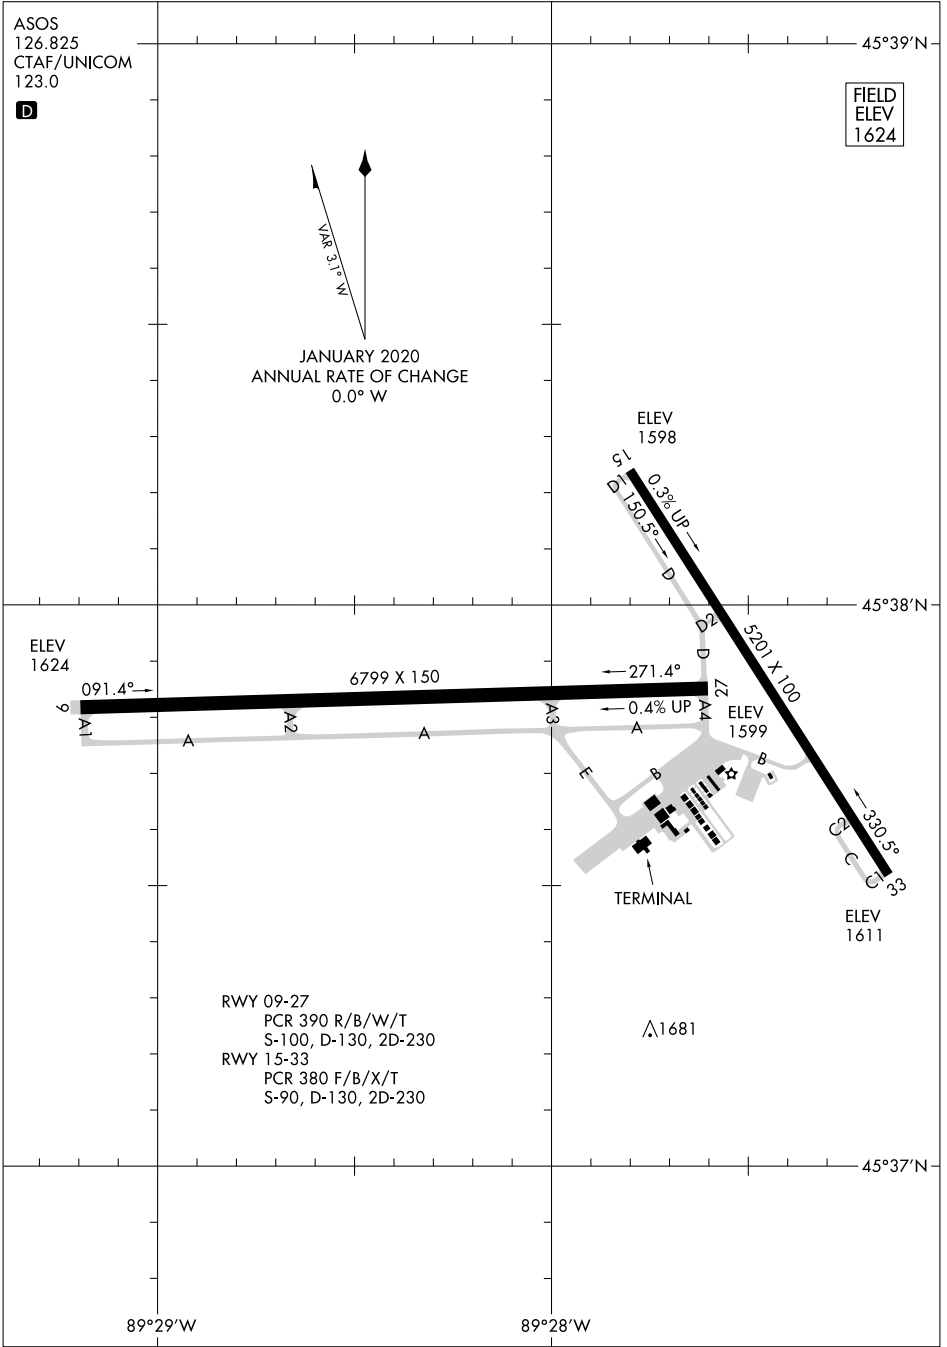 ASOS
126.825
CTAF/UNICOM
123.0
D
45°39'N
FIELD
ELEV
1624
VAR 3.1° W
JANUARY 2020
ANNUAL RATE OF CHANGE
0.0° W
ELEV
1598
15
D1
0.3% UP
150.5°
D
45°38'N
D2
D
5201 X 100
ELEV
1624
091.4°
6799 X 150
271.4°
27
9
A1
A2
A3
0.4% UP
A4
ELEV
1599
A
A
A
E
B
B
C2
330.5°
C
C1
33
TERMINAL
ELEV
1611
RWY 09-27
PCR 390 R/B/W/T
S-100, D-130, 2D-230
RWY 15-33
PCR 380 F/B/X/T
S-90, D-130, 2D-230
1681
45°37'N
89°29'W
89°28'W